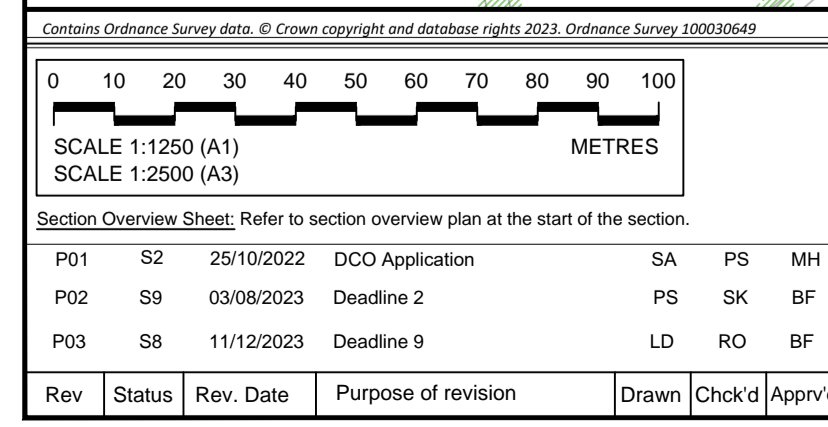 Contains Ordnance Survey data. © Crown copyright and database rights 2023. Ordnance Survey 100030649
0 10 20 30 40 50 60 70 80 90 100
SCALE 1:1250 (A1) METRES
SCALE 1:2500 (A3)
Section Overview Sheet: Refer to section overview plan at the start of the section.
P01 S2 25/10/2022 DCO Application SA PS MH
P02 S9 03/08/2023 Deadline 2 PS SK BF
P03 S8 11/12/2023 Deadline 9 LD RO BF
Rev Status Rev. Date Purpose of revision Drawn Chck'd Apprv'd